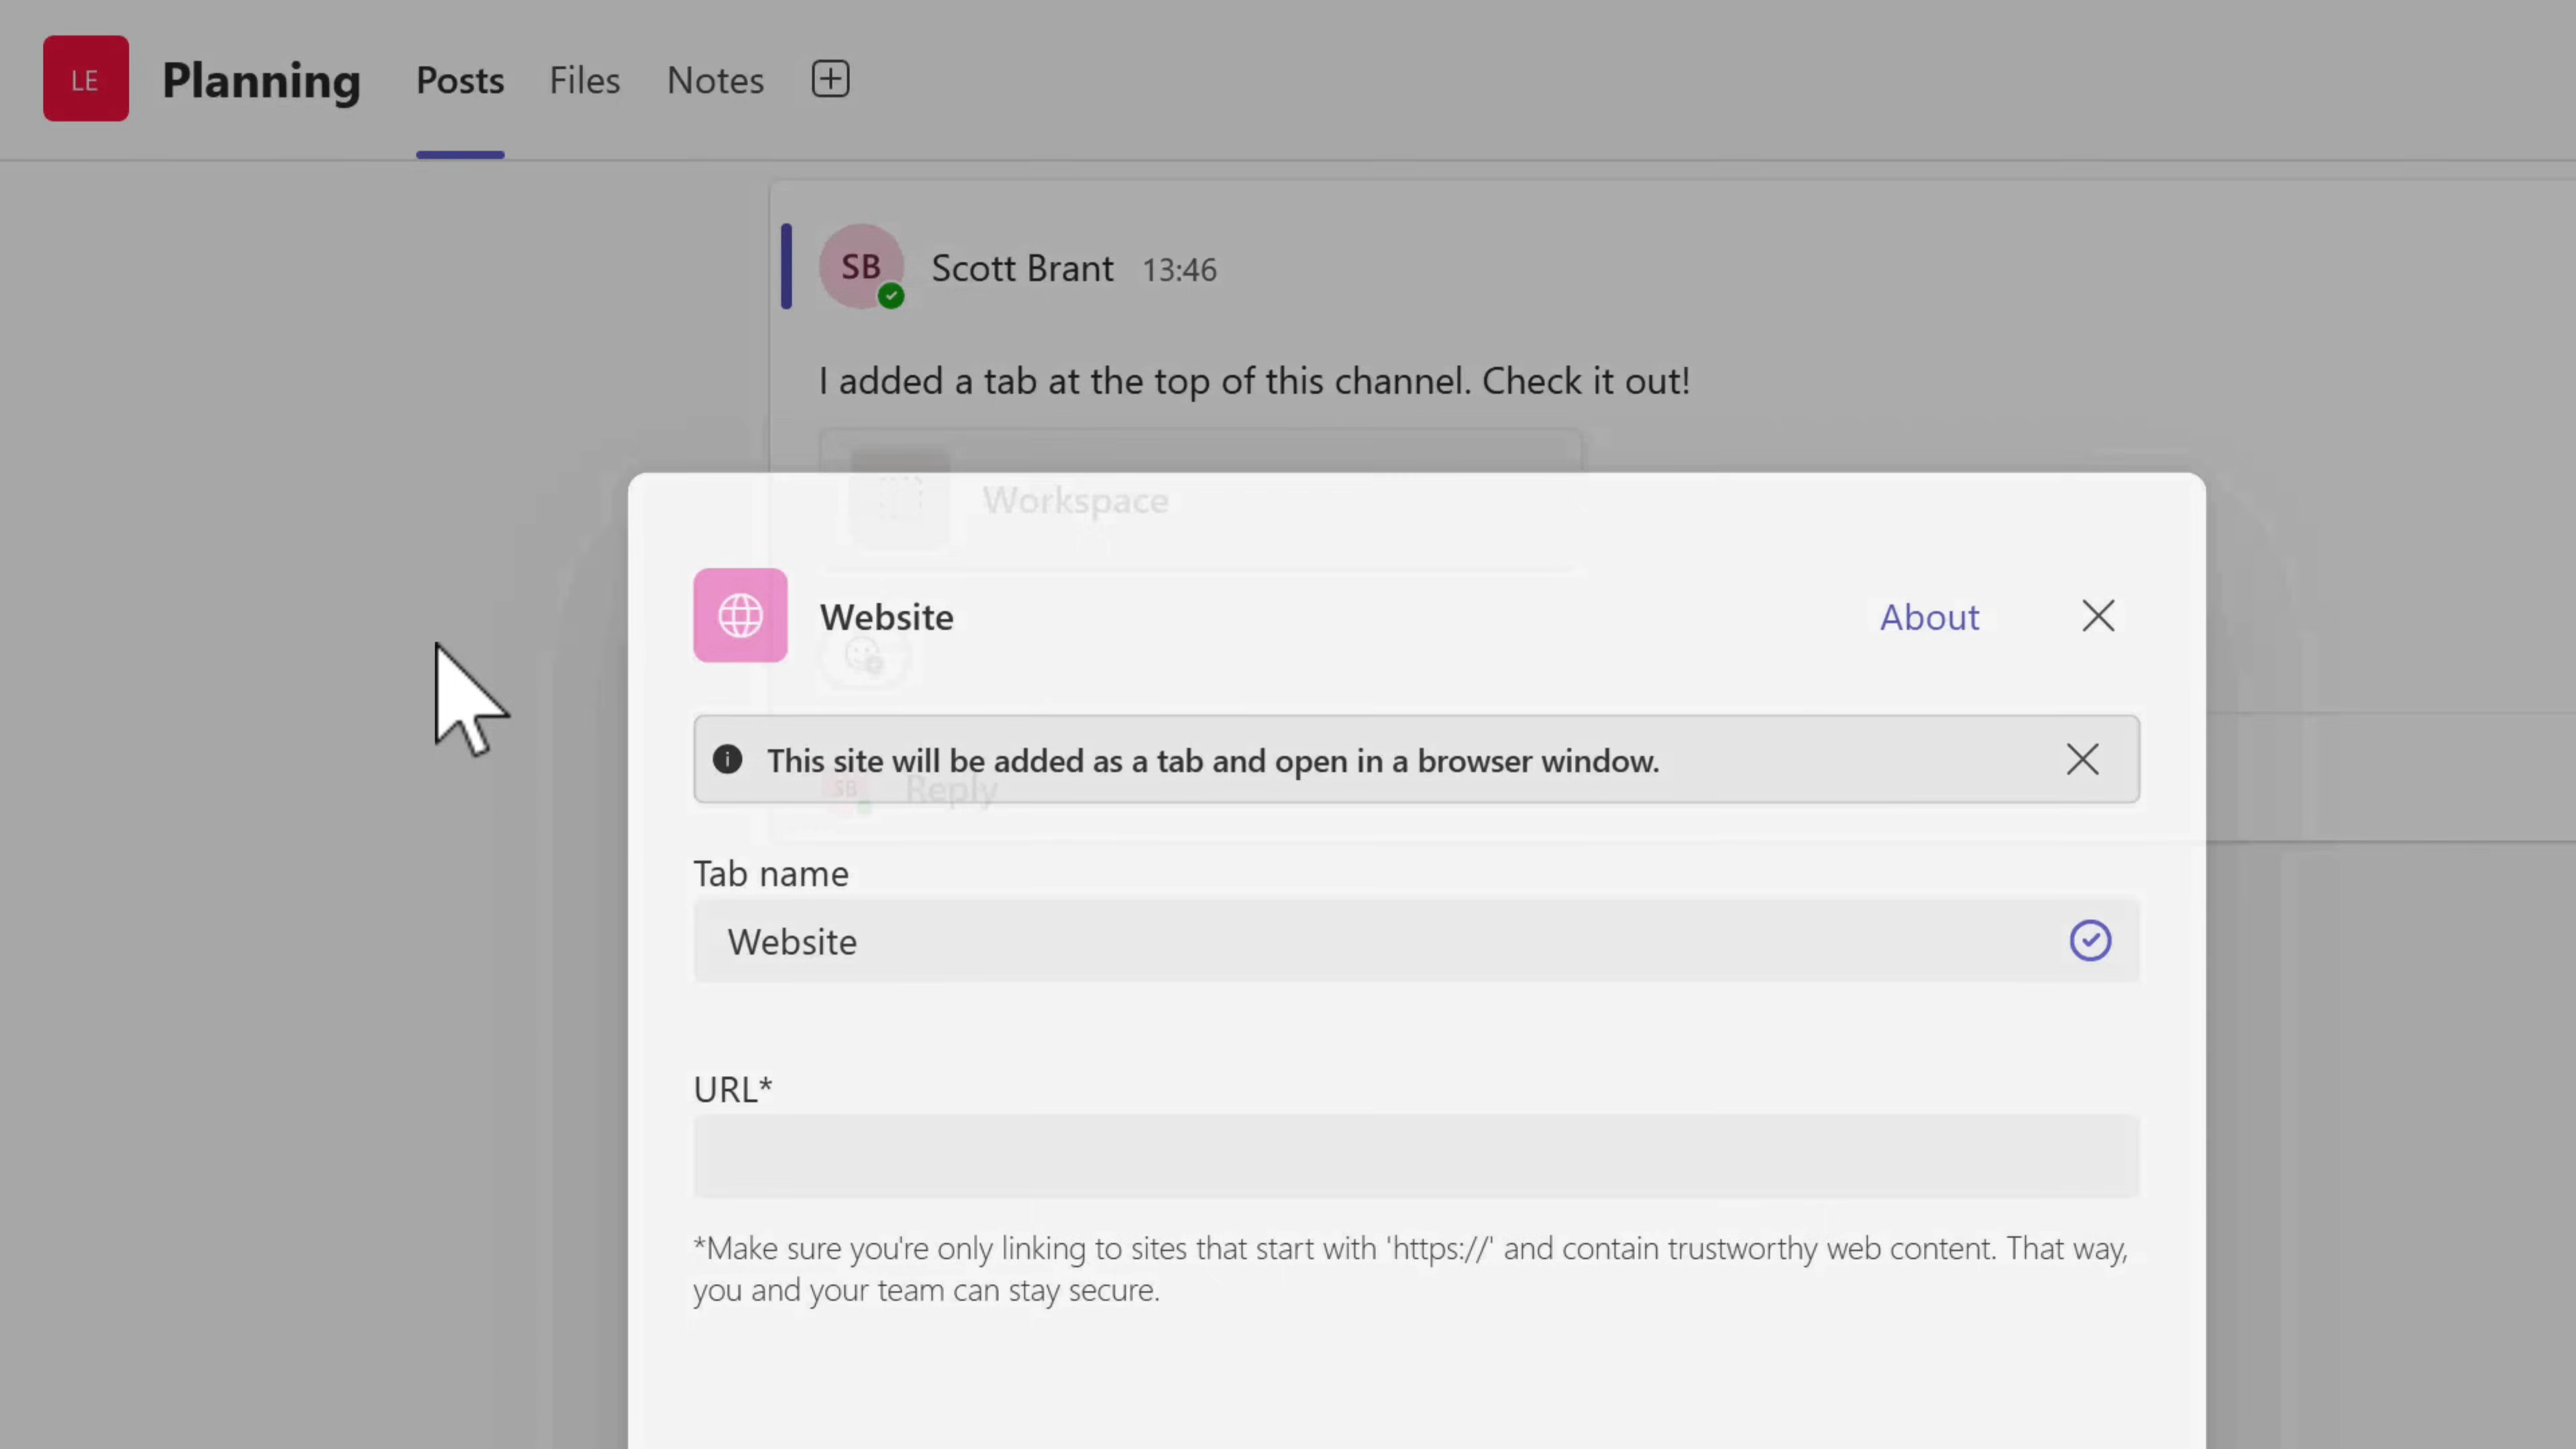 LE Planning Posts Files Notes
SB Scott Brant 13:46
I added a tab at the top of this channel. Check it out!
Workspace
Website About
This site will be added as a tab and open in a browser window.
SB Reply
Tab name
Website
URL*
*Make sure you're only linking to sites that start with 'https://' and contain trustworthy web content. That way,
you and your team can stay secure.